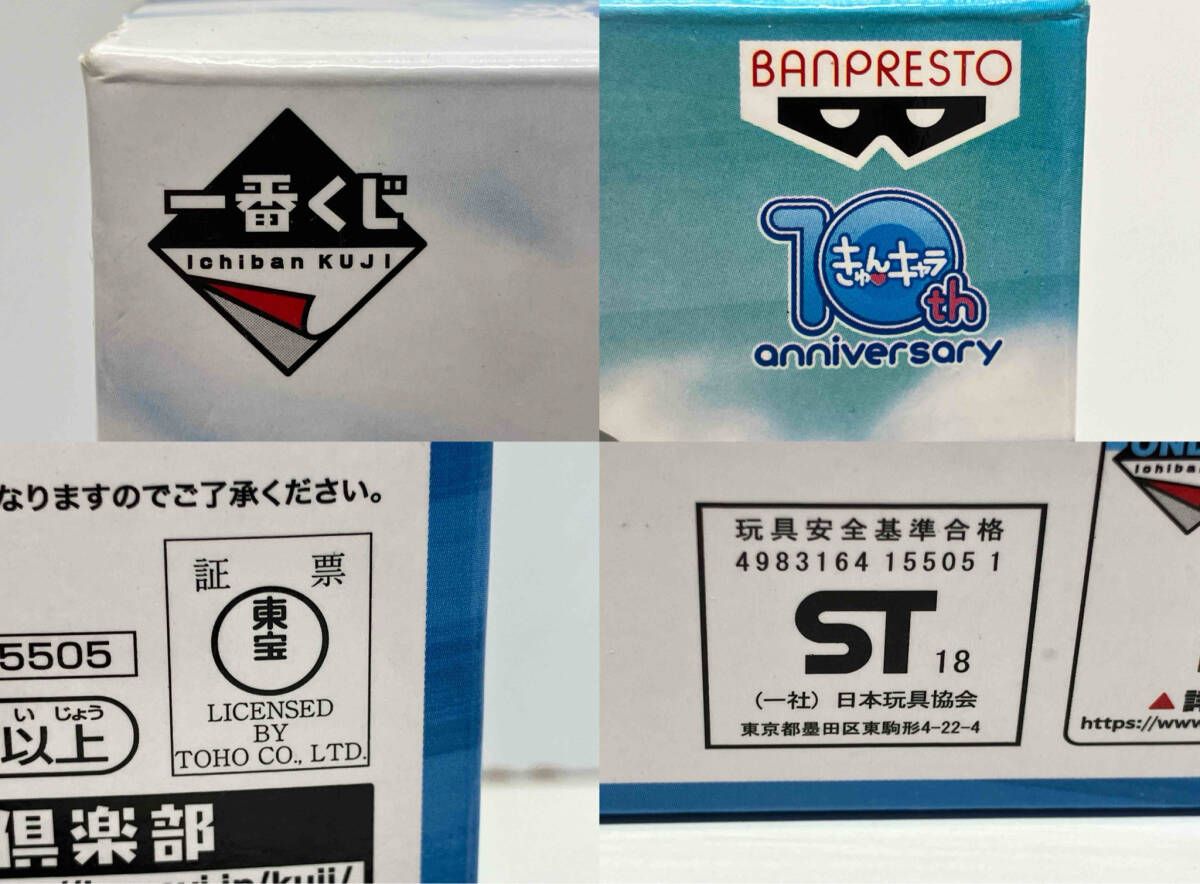 一番くじ
Ichiban KUJI
BANPRESTO
10th
きゅんキャラ
anniversary
なりますのでご了承ください。
証 票
東宝
5505
LICENSED
BY
TOHO CO., LTD.
いじょう
以上
倶楽部
玩具安全基準合格
4983164 15505 1
ST 18
(一社) 日本玩具協会
東京都墨田区東駒形4-22-4
Ichiban
https://www.